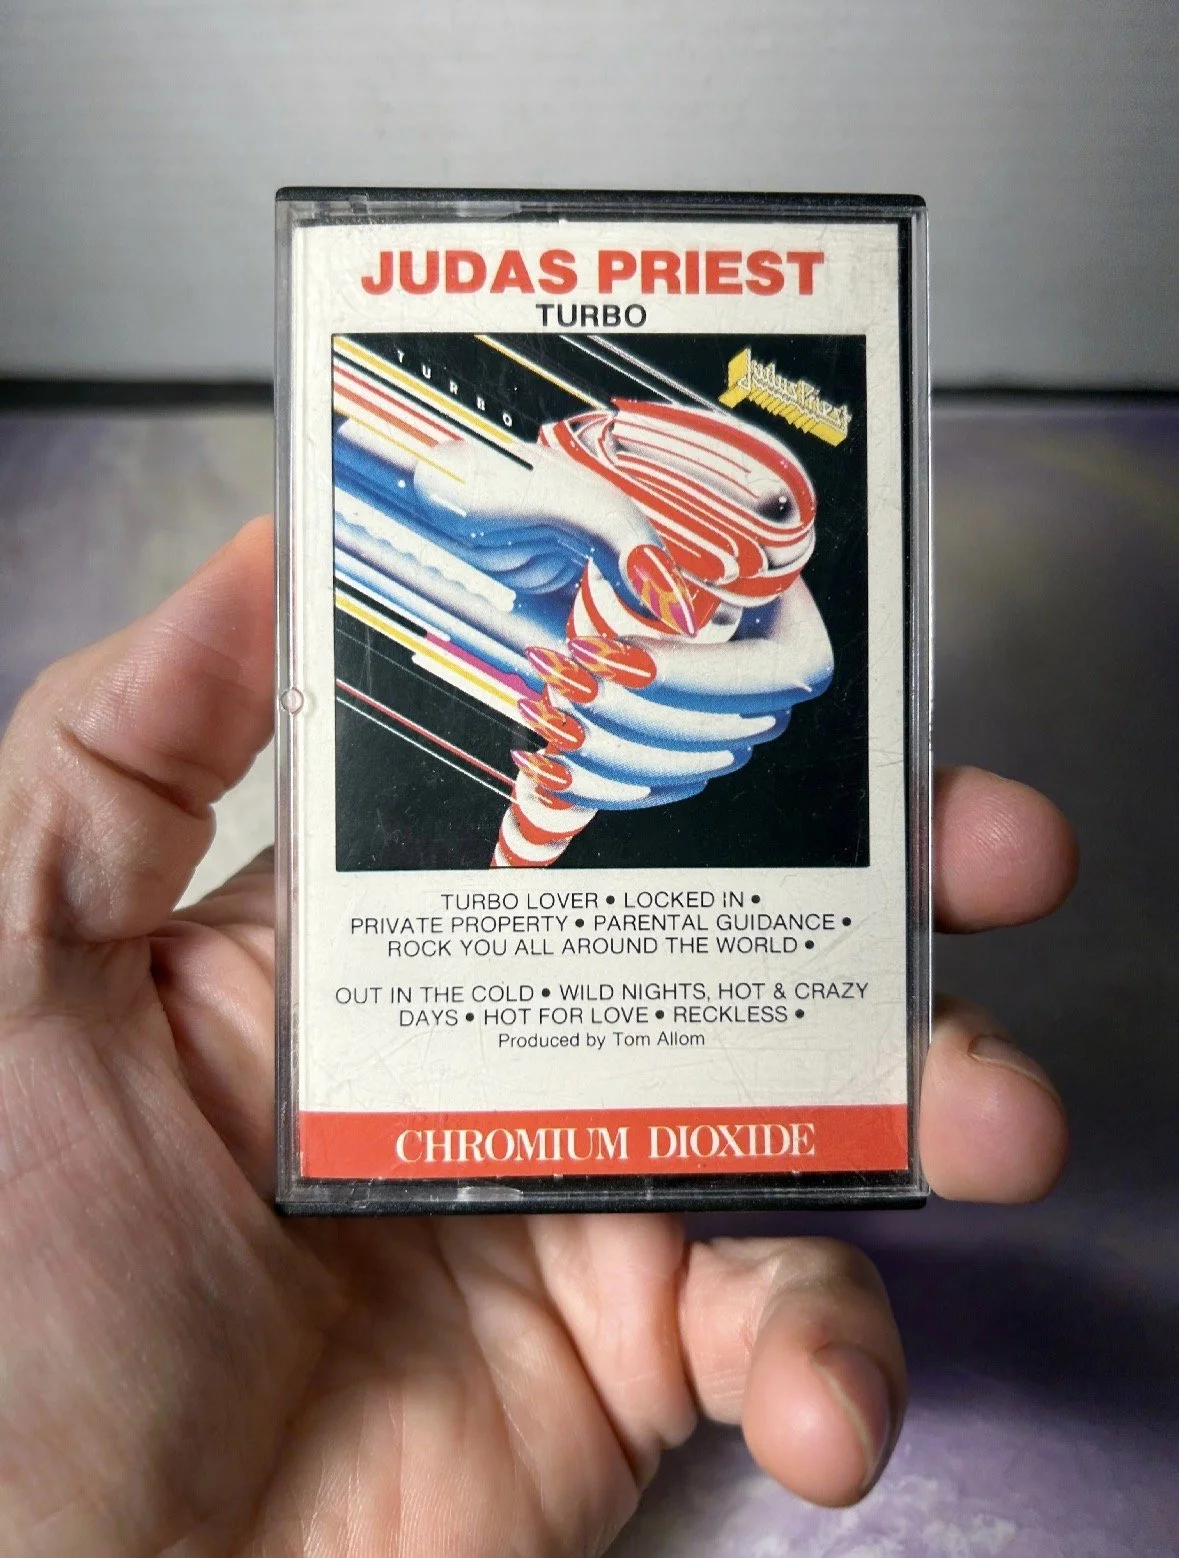 JUDAS PRIEST
TURBO
TURBO
Judas Priest
TURBO LOVER • LOCKED IN •
PRIVATE PROPERTY • PARENTAL GUIDANCE •
ROCK YOU ALL AROUND THE WORLD •
OUT IN THE COLD • WILD NIGHTS, HOT & CRAZY
DAYS • HOT FOR LOVE • RECKLESS •
Produced by Tom Allom
CHROMIUM DIOXIDE